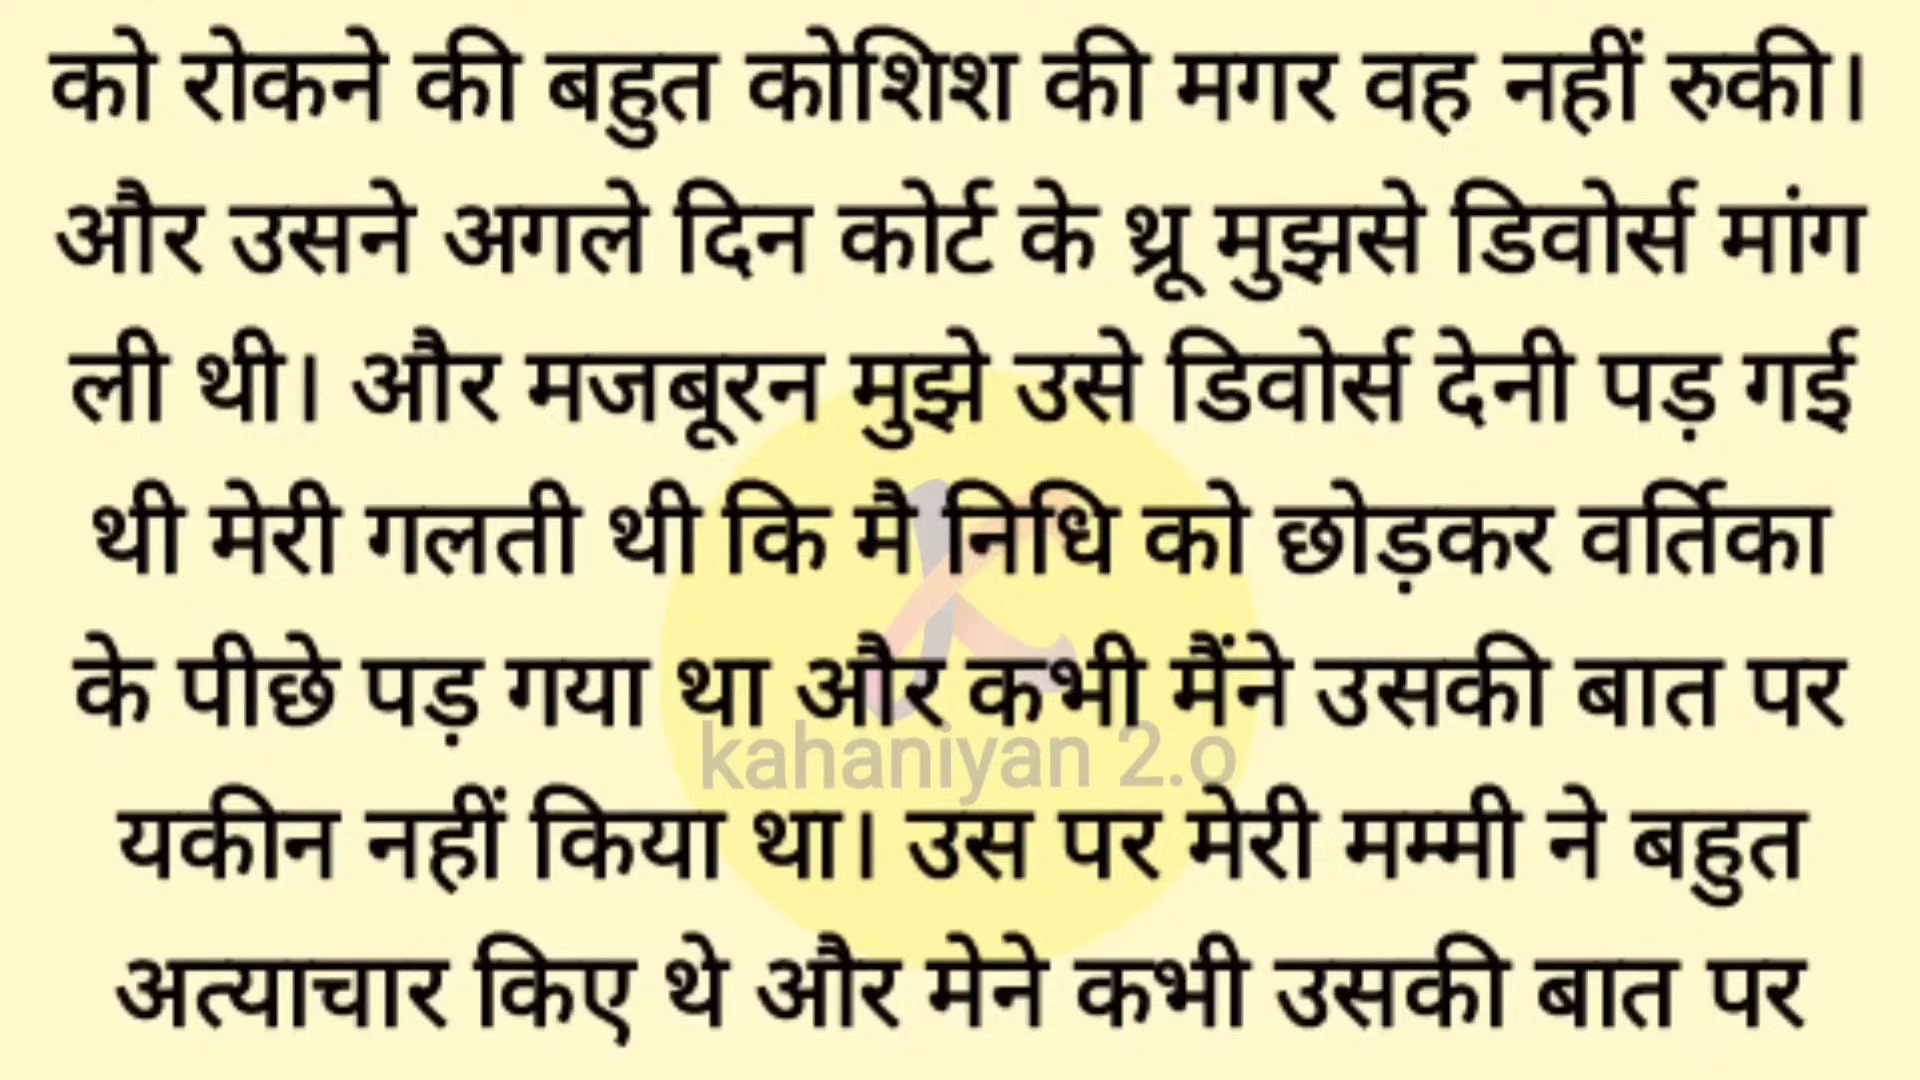 को रोकने की बहुत कोशिश की मगर वह नहीं रुकी।
और उसने अगले दिन कोर्ट के थ्रू मुझसे डिवोर्स मांग
ली थी। और मजबूरन मुझे उसे डिवोर्स देनी पड़ गई
थी मेरी गलती थी कि मै निधि को छोड़कर वर्तिका
के पीछे पड़ गया था और कभी मैंने उसकी बात पर
kahaniyan 2.o
यकीन नहीं किया था। उस पर मेरी मम्मी ने बहुत
अत्याचार किए थे और मेने कभी उसकी बात पर